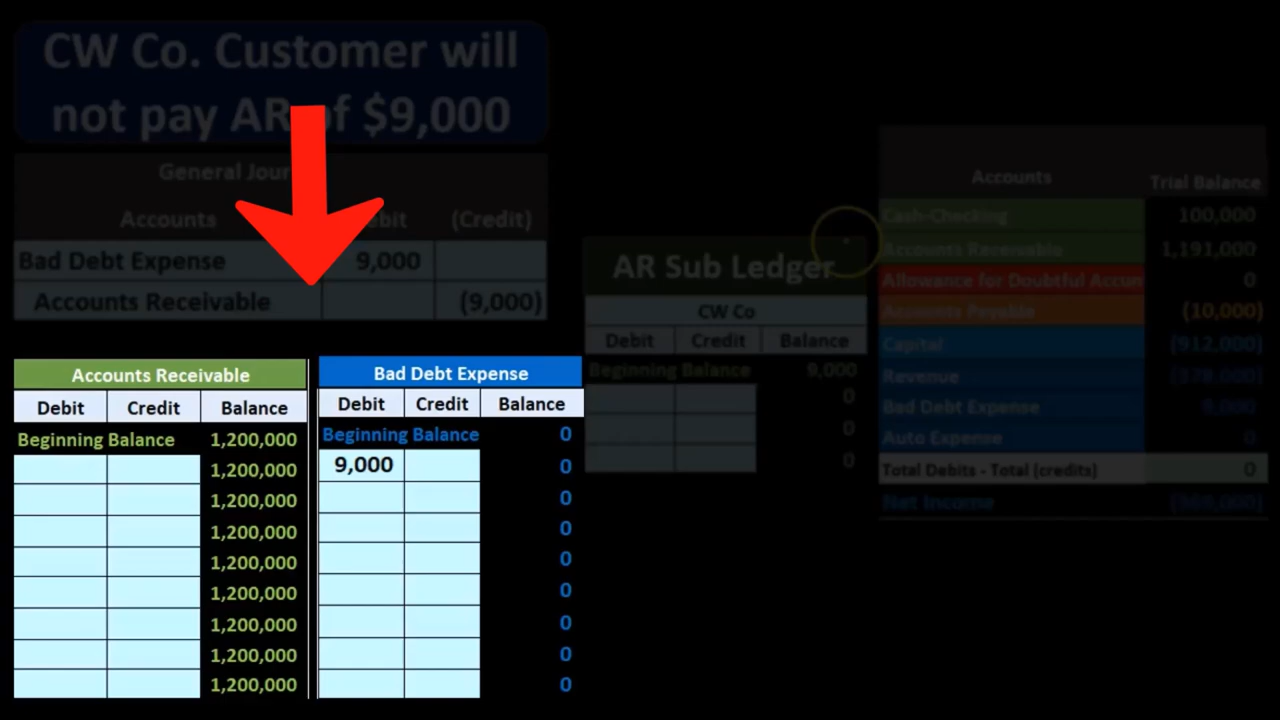 CW Co. Customer will
not pay AR of $9,000
General Jour
Accounts (Credit)
Bad Debt Expense 9,000
Accounts Receivable (9,000)
Accounts Receivable
Debit Credit Balance
Beginning Balance 1,200,000
1,200,000
1,200,000
1,200,000
1,200,000
1,200,000
1,200,000
1,200,000
1,200,000
Bad Debt Expense
Debit Credit Balance
Beginning Balance 0
9,000 0
0
0
0
0
0
0
0
AR Sub Ledger
CW Co
Debit Credit Balance
Beginning Balance 9,000
0
0
0
Accounts Trial Balance
Cash-Checking 100,000
Accounts Receivable 1,191,000
Allowance for Doubtful Accun 0
Accounts Payable (10,000)
Capital (912,000)
Revenue
Bad Debt Expense 9,000
Auto Expense 0
Total Debits - Total (credits) 0
Net Income